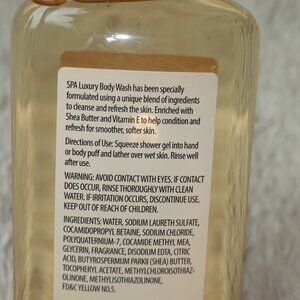 SPA Luxury Body Wash has been specially
formulated using a unique blend of ingredients
to cleanse and refresh the skin. Enriched with
Shea Butter and Vitamin E to help condition and
refresh for smoother, softer skin.
Directions of Use: Squeeze shower gel into hand
or body puff and lather over wet skin. Rinse well
after use.
WARNING: AVOID CONTACT WITH EYES. IF CONTACT
DOES OCCUR, RINSE THOROUGHLY WITH CLEAN
WATER. IF IRRITATION OCCURS, DISCONTINUE USE.
KEEP OUT OF REACH OF CHILDREN.
INGREDIENTS: WATER, SODIUM LAURETH SULFATE,
COCAMIDOPROPYL BETAINE, SODIUM CHLORIDE,
POLYQUATERNIUM-7, COCAMIDE METHYL MEA,
GLYCERIN, FRAGRANCE, DISODIUM EDTA, CITRIC
ACID, BUTYROSPERMUM PARKII (SHEA) BUTTER,
TOCOPHERYL ACETATE, METHYLCHLOROISOTHIAZ-
OLINONE, METHYLISOTHIAZOLINONE,
FD&C YELLOW NO.5.